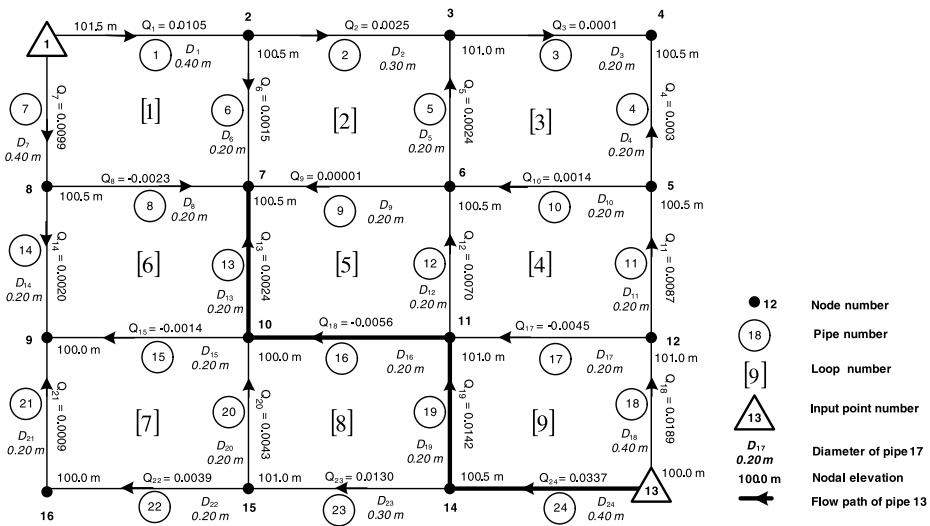 1 101.5 m Q1 = 0.0105 2 Q2 = 0.0025 3 Q3 = 0.0001 4
1 D1 0.40 m 100.5 m 2 D2 0.30 m 101.0 m 3 D3 0.20 m 100.5 m
Q7 = 0.0099 Q6 = 0.0015 Q5 = 0.0024 Q4 = 0.003
7 [1] 6 [2] 5 [3] 4
D7 0.40 m D6 0.20 m D5 0.20 m D4 0.20 m
8 Q8 = -0.0023 7 Q9 = 0.00001 6 Q10 = 0.0014 5
100.5 m 8 D8 0.20 m 100.5 m 9 D9 0.20 m 100.5 m 10 D10 0.20 m 100.5 m
Q14 = 0.0020 Q13 = 0.0024 Q12 = 0.0070 Q11 = 0.0087
14 [6] 13 [5] 12 [4] 11
D14 0.20 m D13 0.20 m D12 0.20 m D11 0.20 m
9 Q15 = -0.0014 10 Q18 = -0.0056 11 Q17 = -0.0045 12
100.0 m 15 D15 0.20 m 100.0 m 16 D16 0.20 m 101.0 m 17 D17 0.20 m 101.0 m
Q21 = 0.0009 Q20 = 0.0043 Q19 = 0.0142 Q18 = 0.0189
21 [7] 20 [8] 19 [9] 18
D21 0.20 m D20 0.20 m D19 0.20 m D18 0.40 m
100.0 m Q22 = 0.0039 101.0 m Q23 = 0.0130 100.5 m Q24 = 0.0337 100.0 m
16 22 D22 0.20 m 15 23 D23 0.30 m 14 24 D24 0.40 m 13
12 Node number
18 Pipe number
[9] Loop number
13 Input point number
D17 0.20 m Diameter of pipe 17
100.0 m Nodal elevation
Flow path of pipe 13